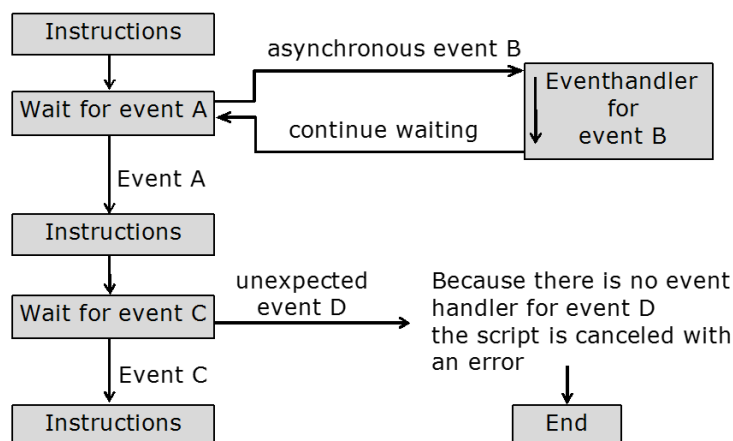 Instructions
asynchronous event B
Wait for event A
Eventhandler
for
event B
continue waiting
Event A
Instructions
Wait for event C
unexpected
event D
Because there is no event
handler for event D
the script is canceled with
an error
Event C
Instructions
End